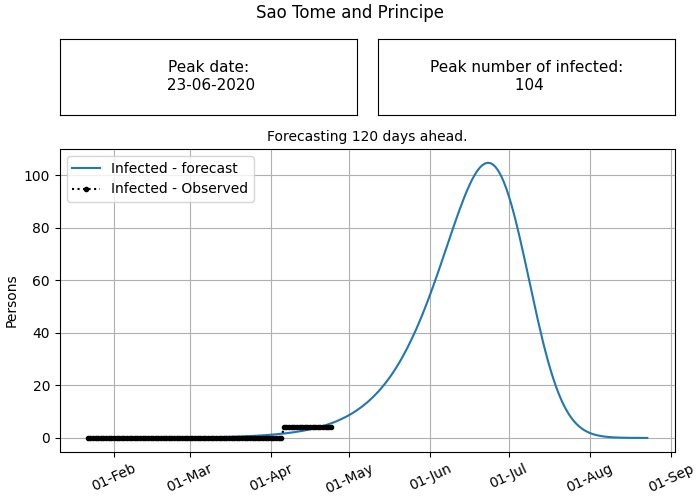 Sao Tome and Principe
Peak date:
23-06-2020
Peak number of infected:
104
Forecasting 120 days ahead.
Infected - forecast
Infected - Observed
Persons
100
80
60
40
20
0
01-Feb
01-Mar
01-Apr
01-May
01-Jun
01-Jul
01-Aug
01-Sep